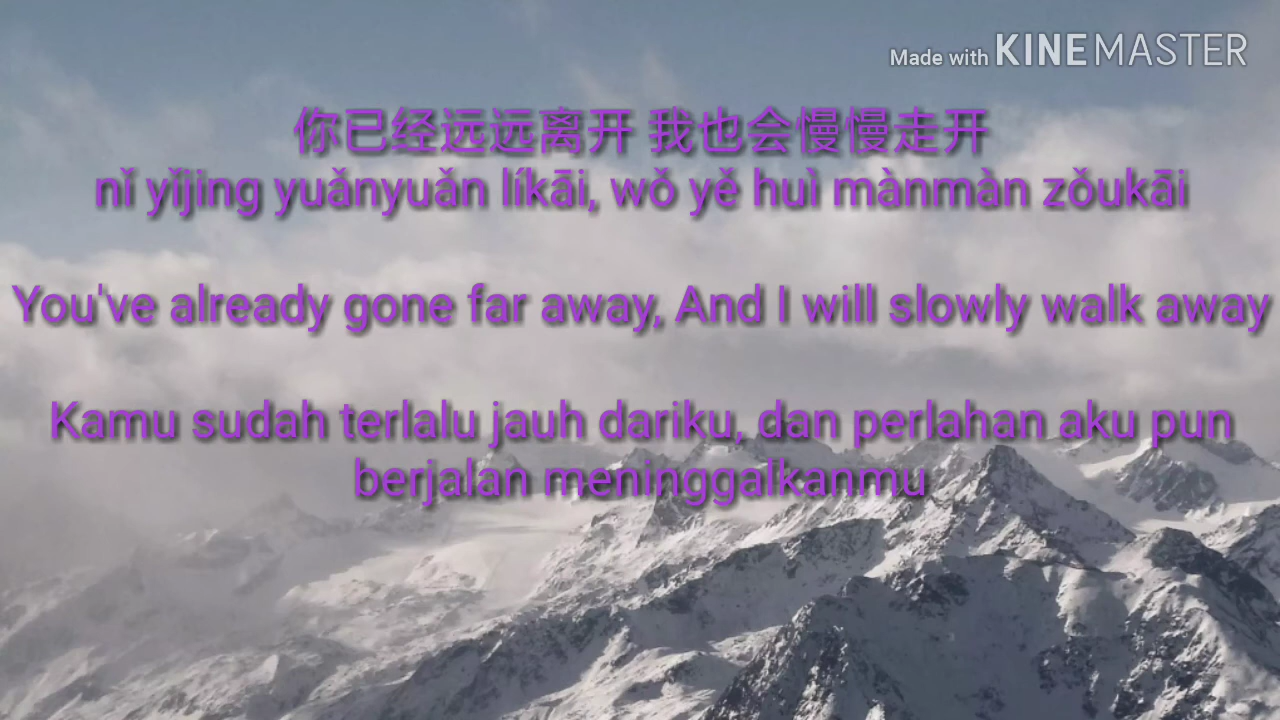 Made with KINEMASTER
你已经远远离开 我也会慢慢走开
nǐ yǐjing yuǎnyuǎn líkāi, wǒ yě huì mànmàn zǒukāi
You've already gone far away, And I will slowly walk away
Kamu sudah terlalu jauh dariku, dan perlahan aku pun
berjalan meninggalkanmu